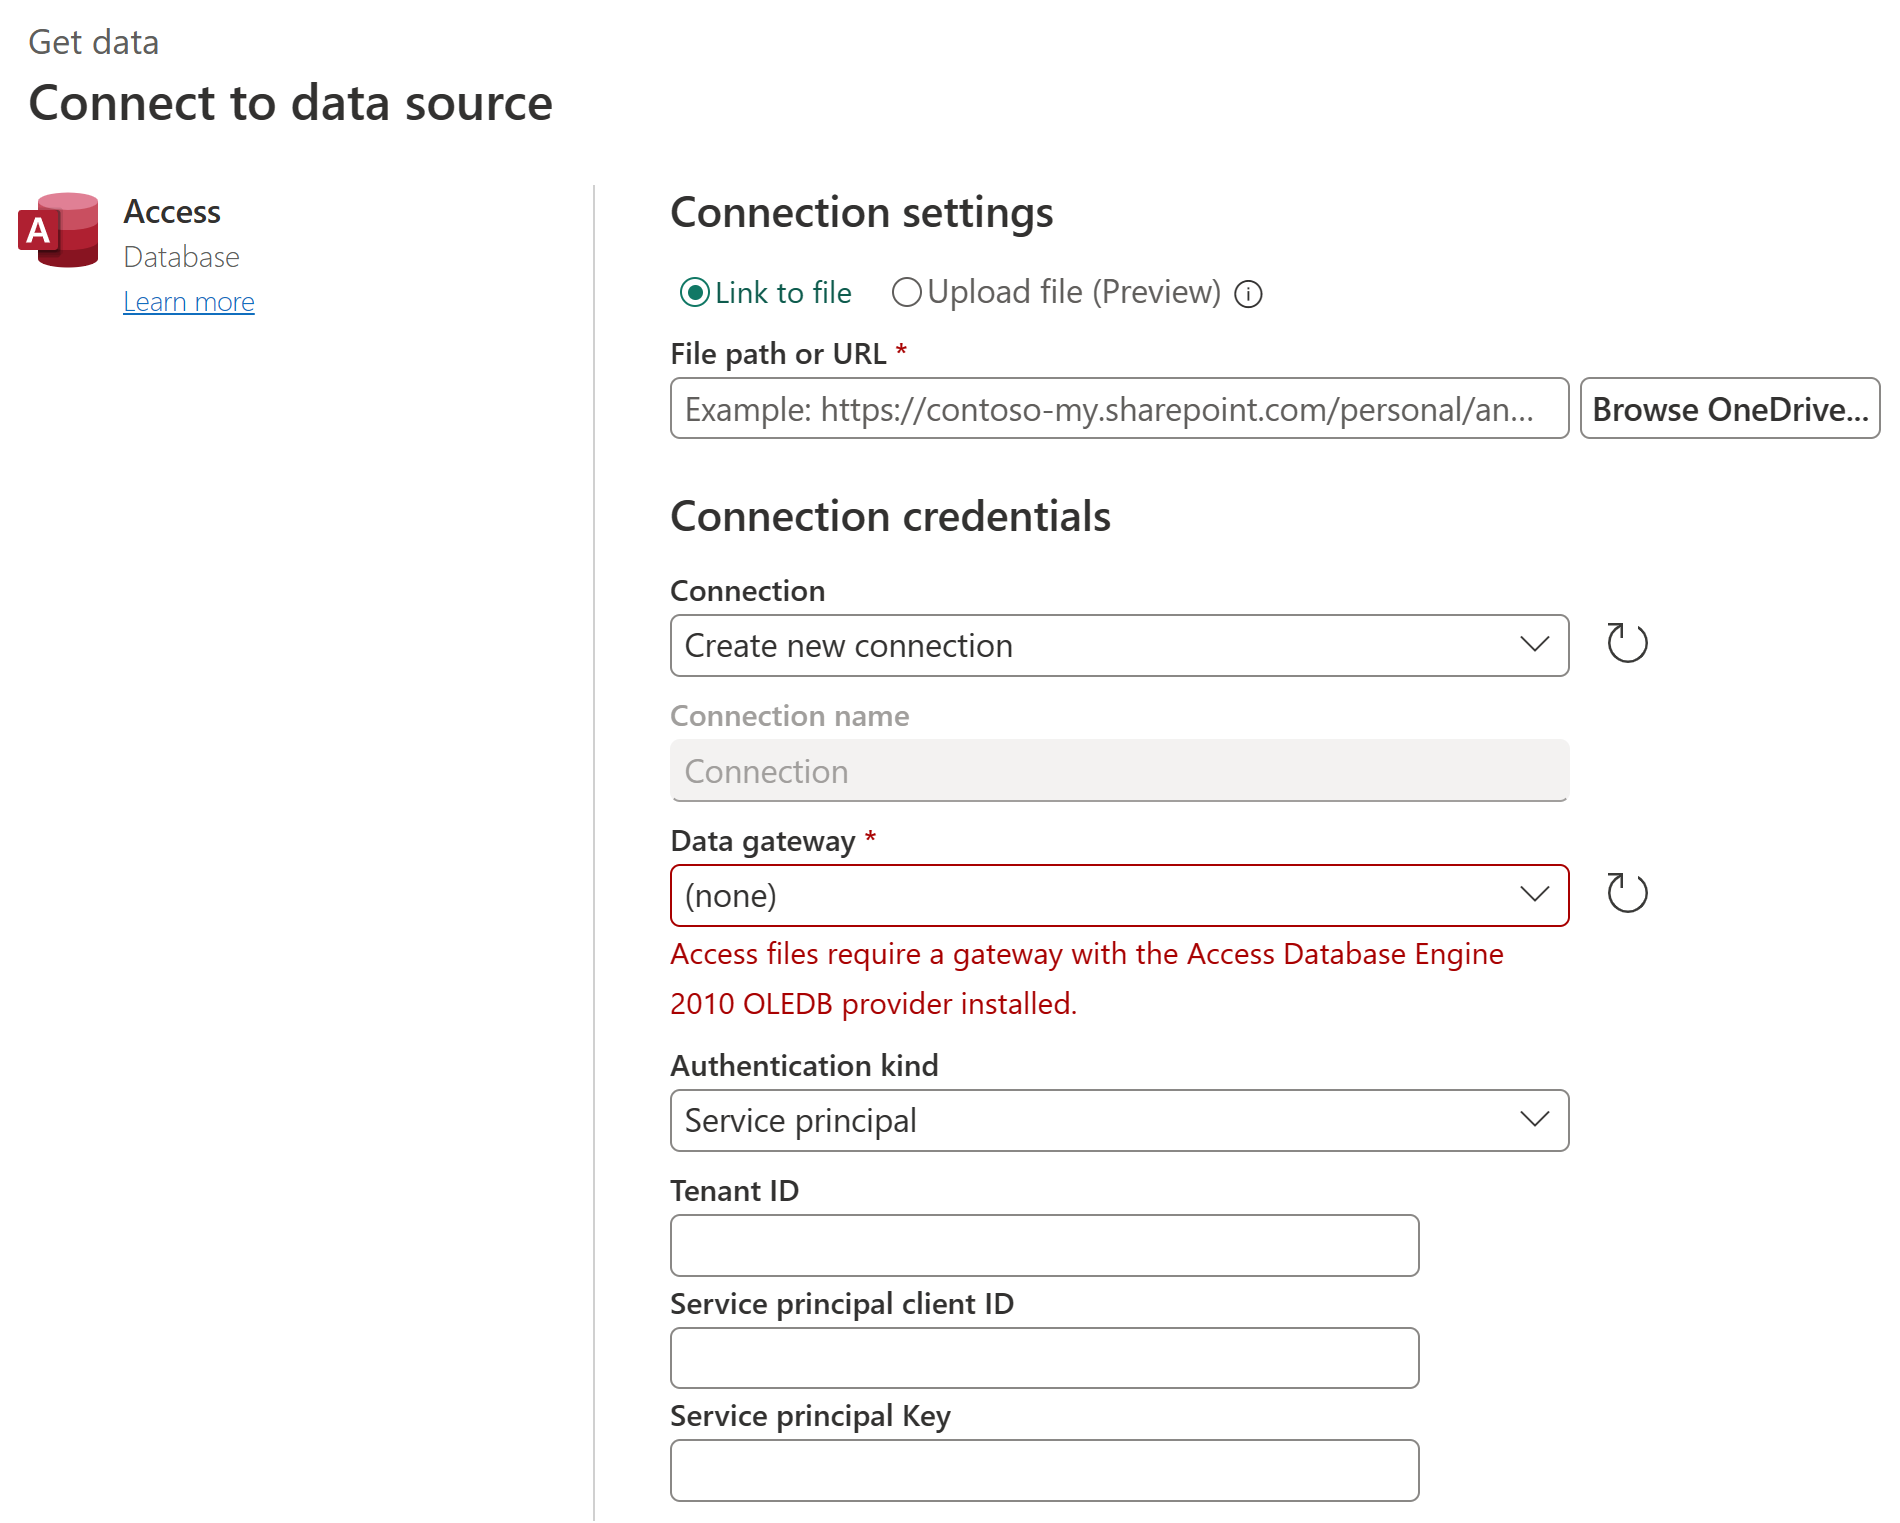 Get data
Connect to data source
A
Access
Database
Learn more
Connection settings
Link to file
Upload file (Preview)
File path or URL *
Example: https://contoso-my.sharepoint.com/personal/an...
Browse OneDrive...
Connection credentials
Connection
Create new connection
Connection name
Connection
Data gateway *
(none)
Access files require a gateway with the Access Database Engine
2010 OLEDB provider installed.
Authentication kind
Service principal
Tenant ID
Service principal client ID
Service principal Key